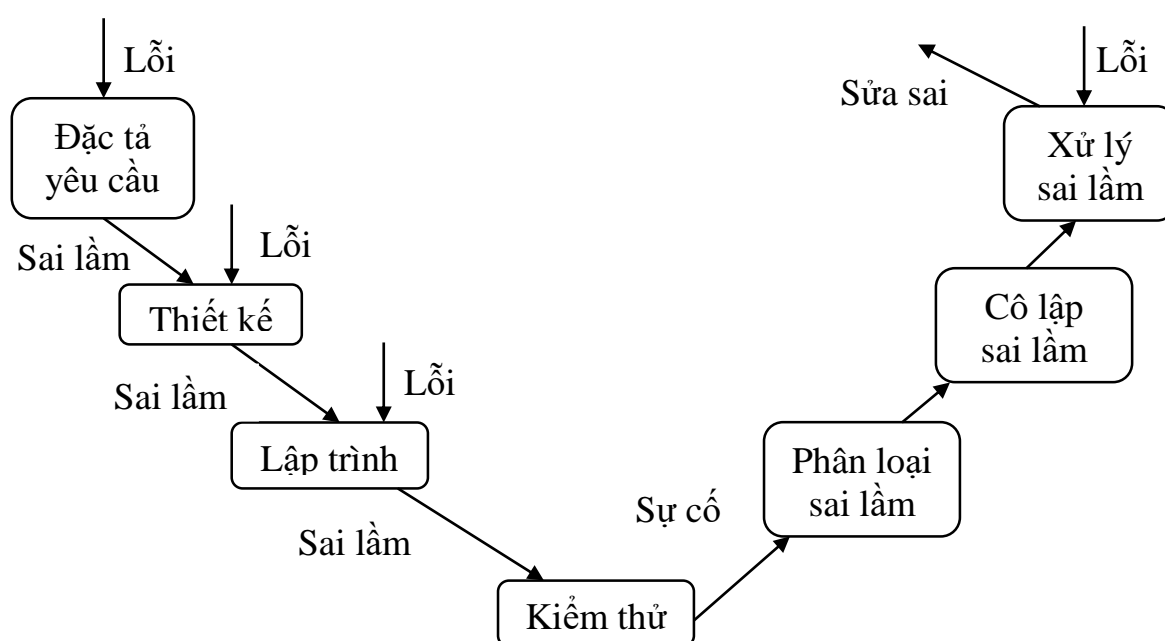 Lỗi
Đặc tả
yêu cầu
Sai lầm
Lỗi
Thiết kế
Sai lầm
Lỗi
Lập trình
Sai lầm
Kiểm thử
Sự cố
Phân loại
sai lầm
Cô lập
sai lầm
Xử lý
sai lầm
Lỗi
Sửa sai